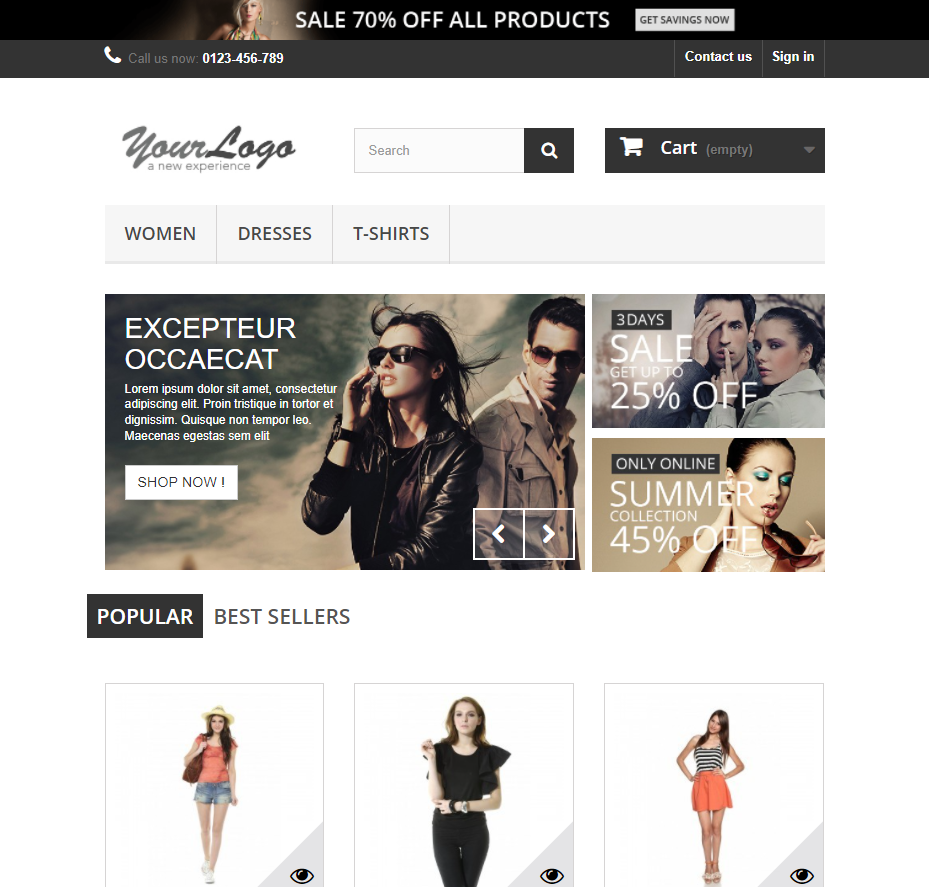 SALE 70% OFF ALL PRODUCTS
GET SAVINGS NOW
Call us now: 0123-456-789
Contact us
Sign in
YourLogo
a new experience
Search
Cart (empty)
WOMEN
DRESSES
T-SHIRTS
EXCEPTEUR
OCCAECAT
Lorem ipsum dolor sit amet, consectetur
adipiscing elit. Proin tristique in tortor et
dignissim. Quisque non tempor leo.
Maecenas egestas sem elit
SHOP NOW !
3 DAYS
SALE
GET UP TO
25% OFF
ONLY ONLINE
SUMMER
COLLECTION
45% OFF
POPULAR
BEST SELLERS